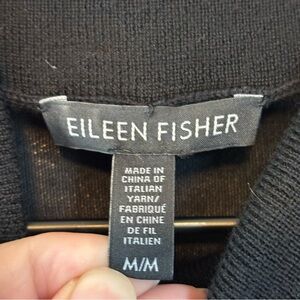 EILEEN FISHER
MADE IN
CHINA OF
ITALIAN
YARN/
FABRIQUÉ
EN CHINE
DE FIL
ITALIEN
M/M